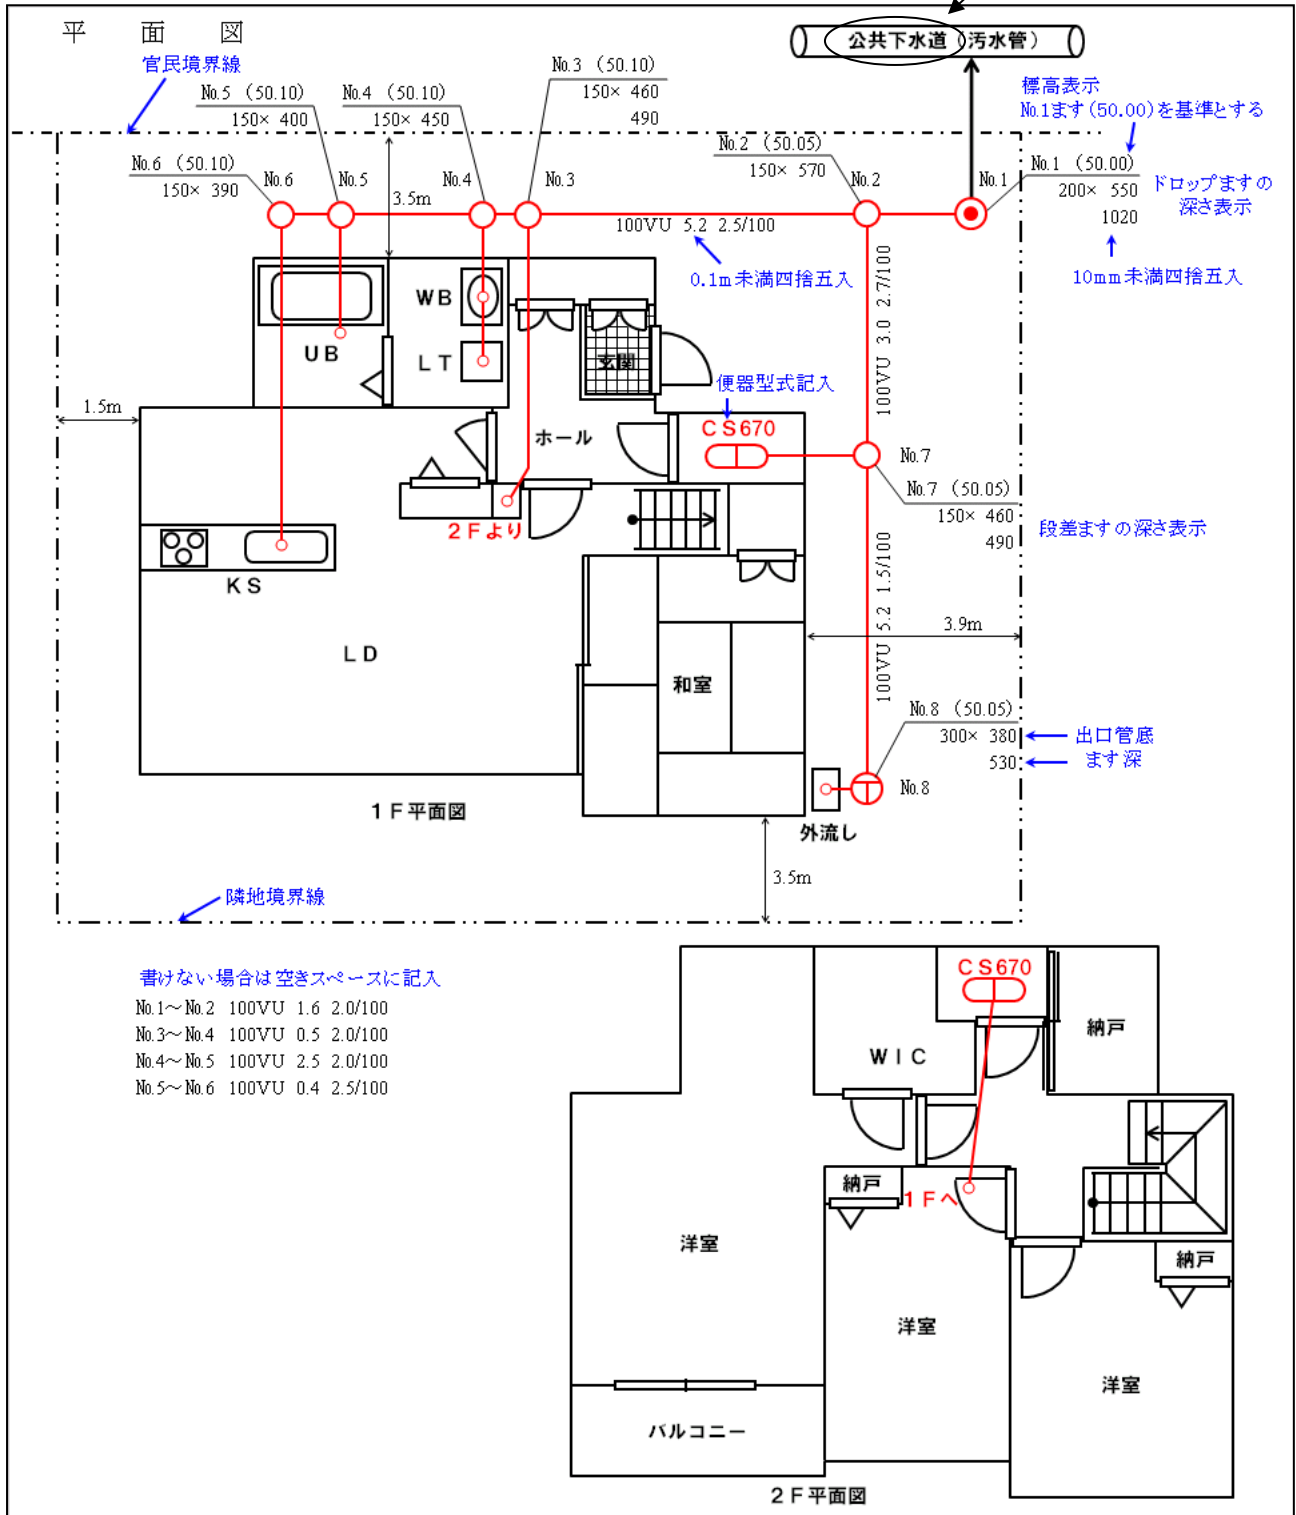 平 面 図
公共下水道(汚水管)
官民境界線
標高表示
No.1ます(50.00)を基準とする
No.3 (50.10)
150× 460
490
No.4 (50.10)
150× 450
No.5 (50.10)
150× 400
No.6 (50.10)
150× 390
No.2 (50.05)
150× 570
No.1 (50.00)
200× 550
1020
ドロップますの
深さ表示
10mm未満四捨五入
No.6
No.5
No.4
No.3
No.2
No.1
3.5m
100VU 5.2 2.5/100
0.1m未満四捨五入
100VU 3.0 2.7/100
WB
UB
LT
玄関
便器型式記入
1.5m
CS670
ホール
No.7
No.7 (50.05)
150× 460
490
段差ますの深さ表示
2Fより
KS
100VU 5.2 1.5/100
3.9m
LD
和室
No.8 (50.05)
300× 380
530
出口管底
ます深
No.8
1F平面図
外流し
3.5m
隣地境界線
書けない場合は空きスペースに記入
No.1～No.2 100VU 1.6 2.0/100
No.3～No.4 100VU 0.5 2.0/100
No.4～No.5 100VU 2.5 2.0/100
No.5～No.6 100VU 0.4 2.5/100
CS670
納戸
WIC
納戸
1Fへ
洋室
納戸
洋室
洋室
バルコニー
2F平面図